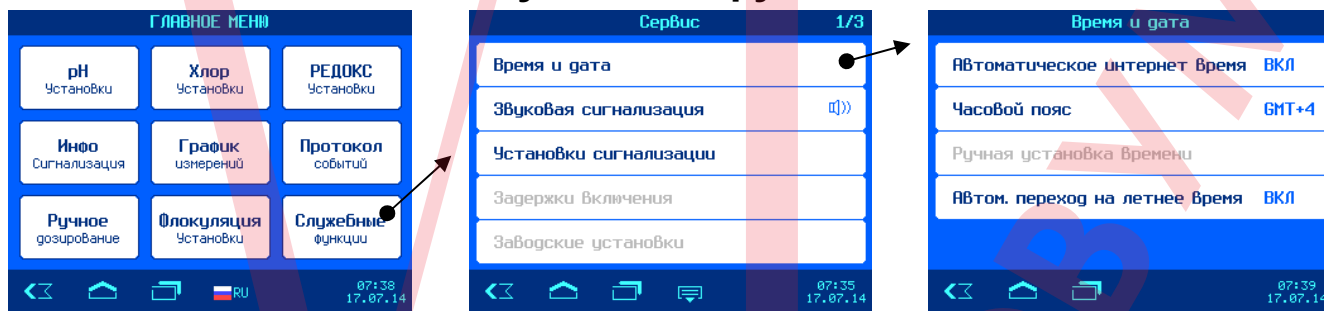 ГЛАВНОЕ МЕНЮ
pH
Установки
Хлор
Установки
РЕДОКС
Установки
Инфо
Сигнализация
График
измерений
Протокол
событий
Ручное
дозирование
Флокуляция
Установки
Служебные
функции
RU
07:38
17.07.14
Сервис 1/3
Время и дата
Звуковая сигнализация
Установки сигнализации
Задержки включения
Заводские установки
07:35
17.07.14
Время и дата
Автоматическое интернет время ВКЛ
Часовой пояс GMT+4
Ручная установка времени
Автом. переход на летнее время ВКЛ
07:39
17.07.14